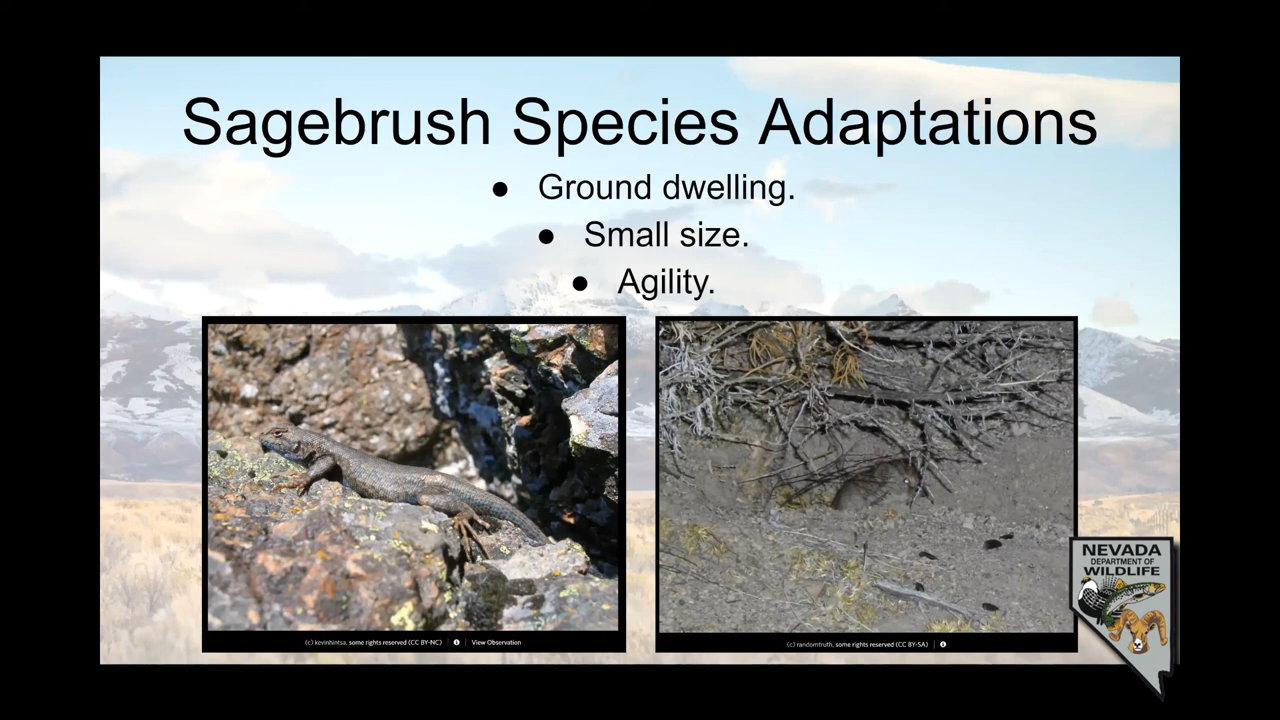 Sagebrush Species Adaptations
● Ground dwelling.
● Small size.
● Agility.
(c) kevinhintsa, some rights reserved (CC BY-NC) | View Observation
(c) randomtruth, some rights reserved (CC BY-SA)
NEVADA
DEPARTMENT OF
WILDLIFE